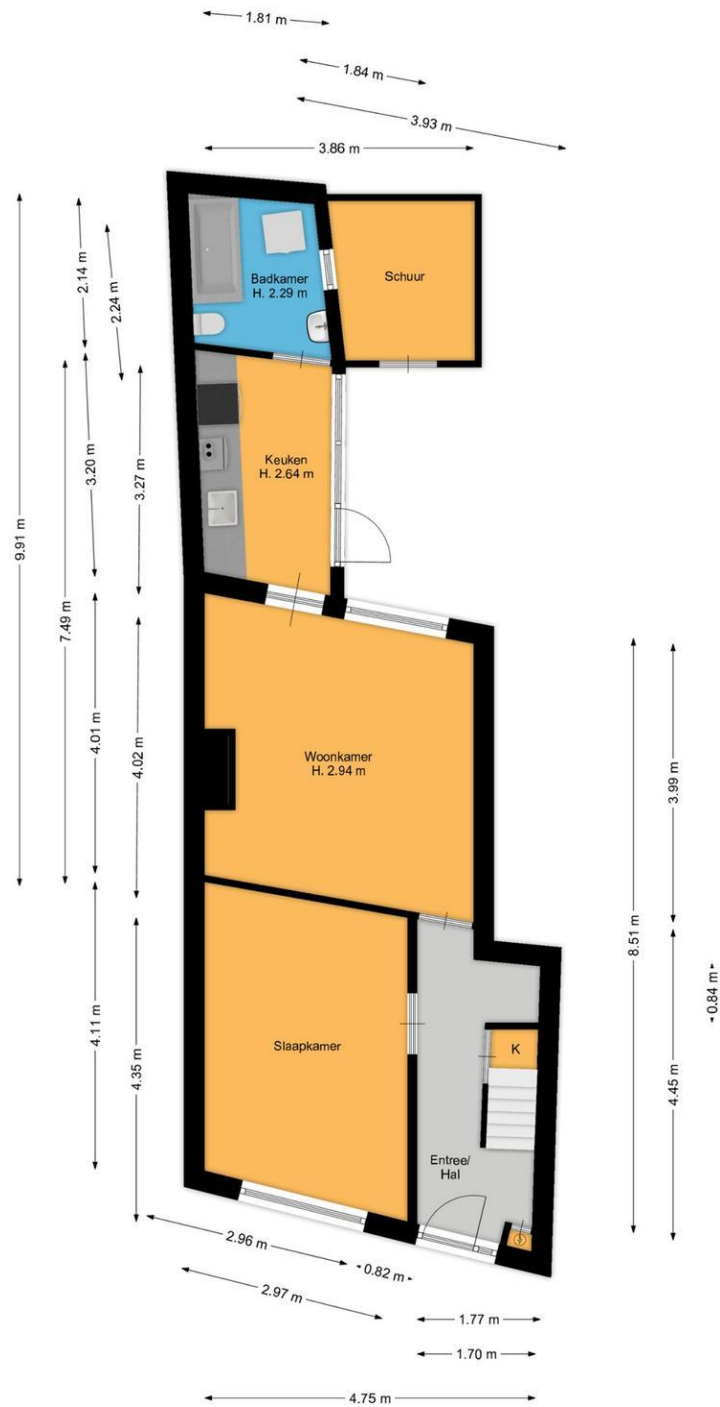 1.81 m
1.84 m
3.93 m
3.86 m
2.14 m
2.24 m
Badkamer
H. 2.29 m
Schuur
3.20 m
3.27 m
Keuken
H. 2.64 m
9.91 m
7.49 m
4.01 m
4.02 m
Woonkamer
H. 2.94 m
3.99 m
8.51 m
0.84 m
4.11 m
4.35 m
Slaapkamer
K
4.45 m
Entree/
Hal
2.96 m
0.82 m
2.97 m
1.77 m
1.70 m
4.75 m